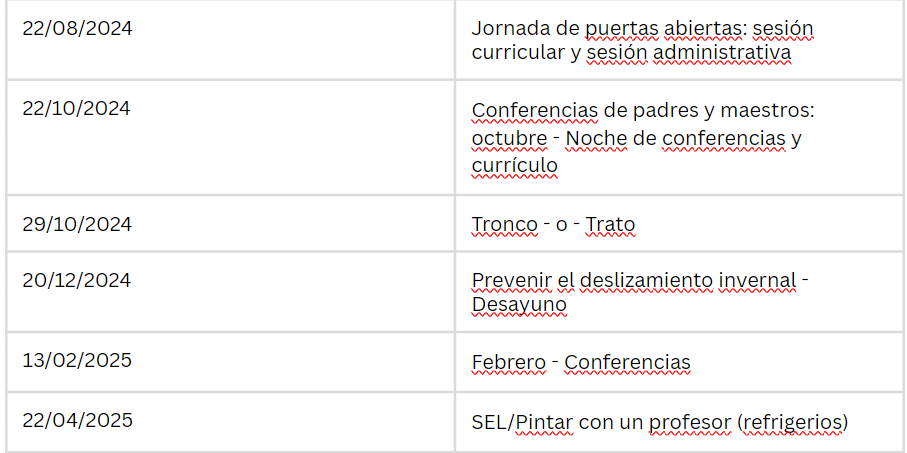 22/08/2024
Jornada de puertas abiertas: sesión
curricular y sesión administrativa
22/10/2024
Conferencias de padres y maestros:
octubre - Noche de conferencias y
currículo
29/10/2024
Tronco - o - Trato
20/12/2024
Prevenir el deslizamiento invernal -
Desayuno
13/02/2025
Febrero - Conferencias
22/04/2025
SEL/Pintar con un profesor (refrigerios)